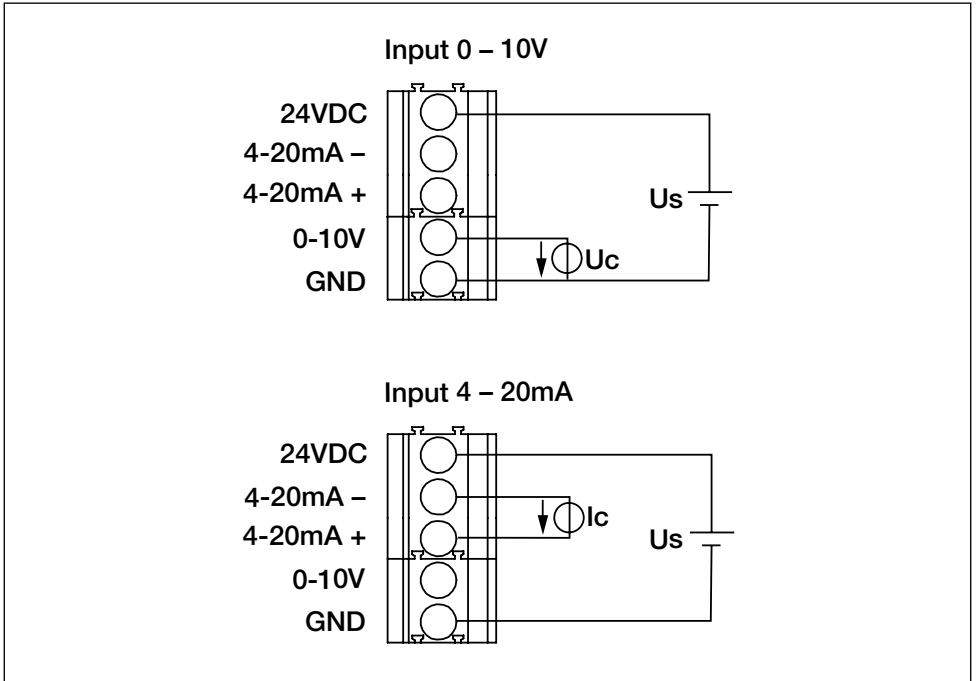 Input 0 – 10V
24VDC
4-20mA –
4-20mA +
Us
0-10V
Uc
GND
Input 4 – 20mA
24VDC
4-20mA –
Ic
4-20mA +
Us
0-10V
GND